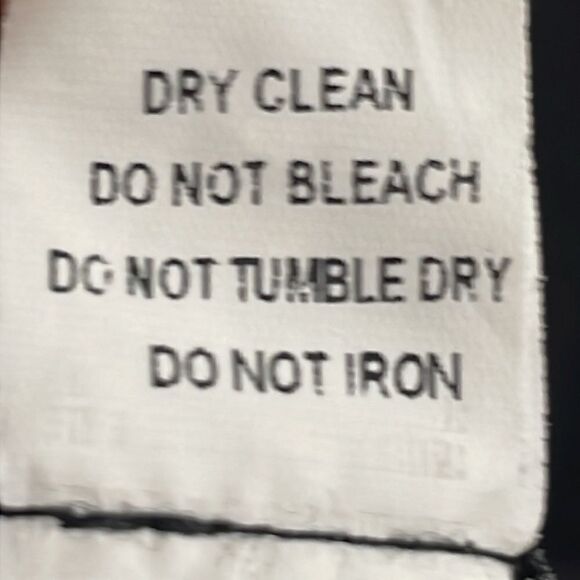 DRY CLEAN
DO NOT BLEACH
DO NOT TUMBLE DRY
DO NOT IRON